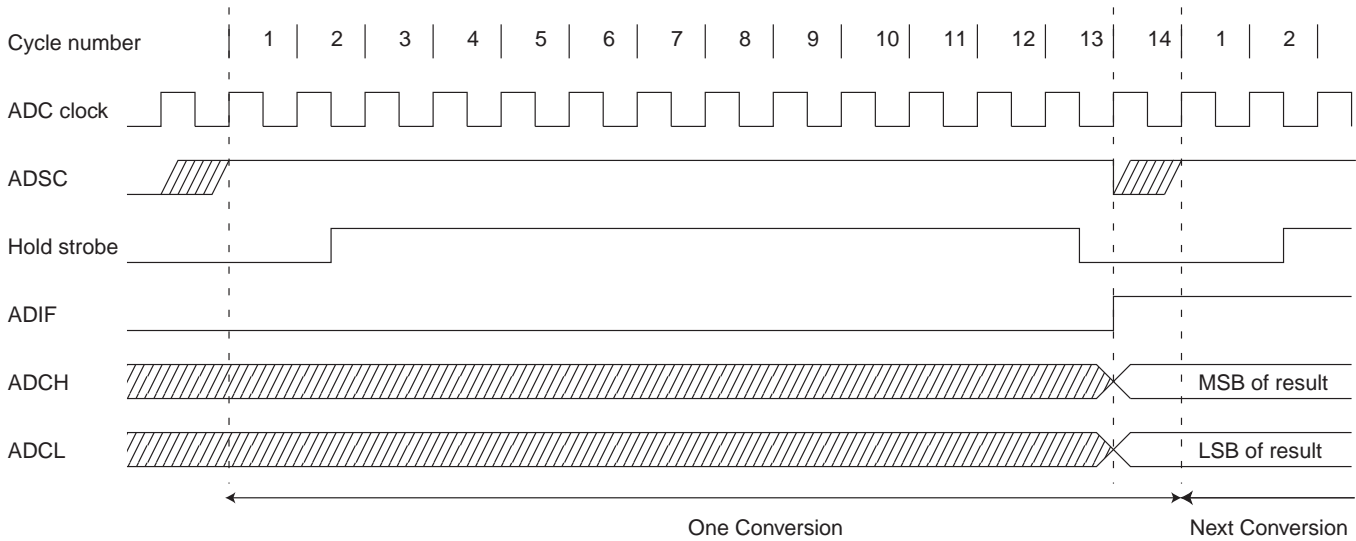 Cycle number 1 2 3 4 5 6 7 8 9 10 11 12 13 14 1 2
ADC clock
ADSC
Hold strobe
ADIF
ADCH MSB of result
ADCL LSB of result
One Conversion Next Conversion